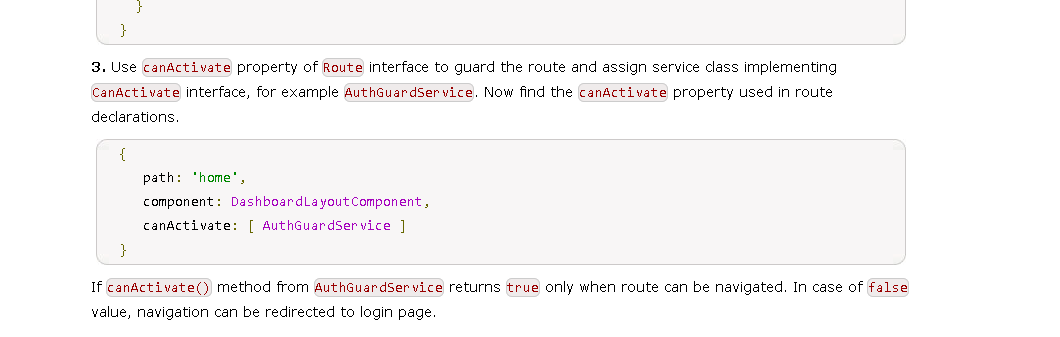 }
}
3. Use canActivate property of Route interface to guard the route and assign service class implementing
CanActivate interface, for example AuthGuardService. Now find the canActivate property used in route
declarations.
{
path: 'home',
component: DashboardLayoutComponent,
canActivate: [ AuthGuardService ]
}
If canActivate() method from AuthGuardService returns true only when route can be navigated. In case of false
value, navigation can be redirected to login page.